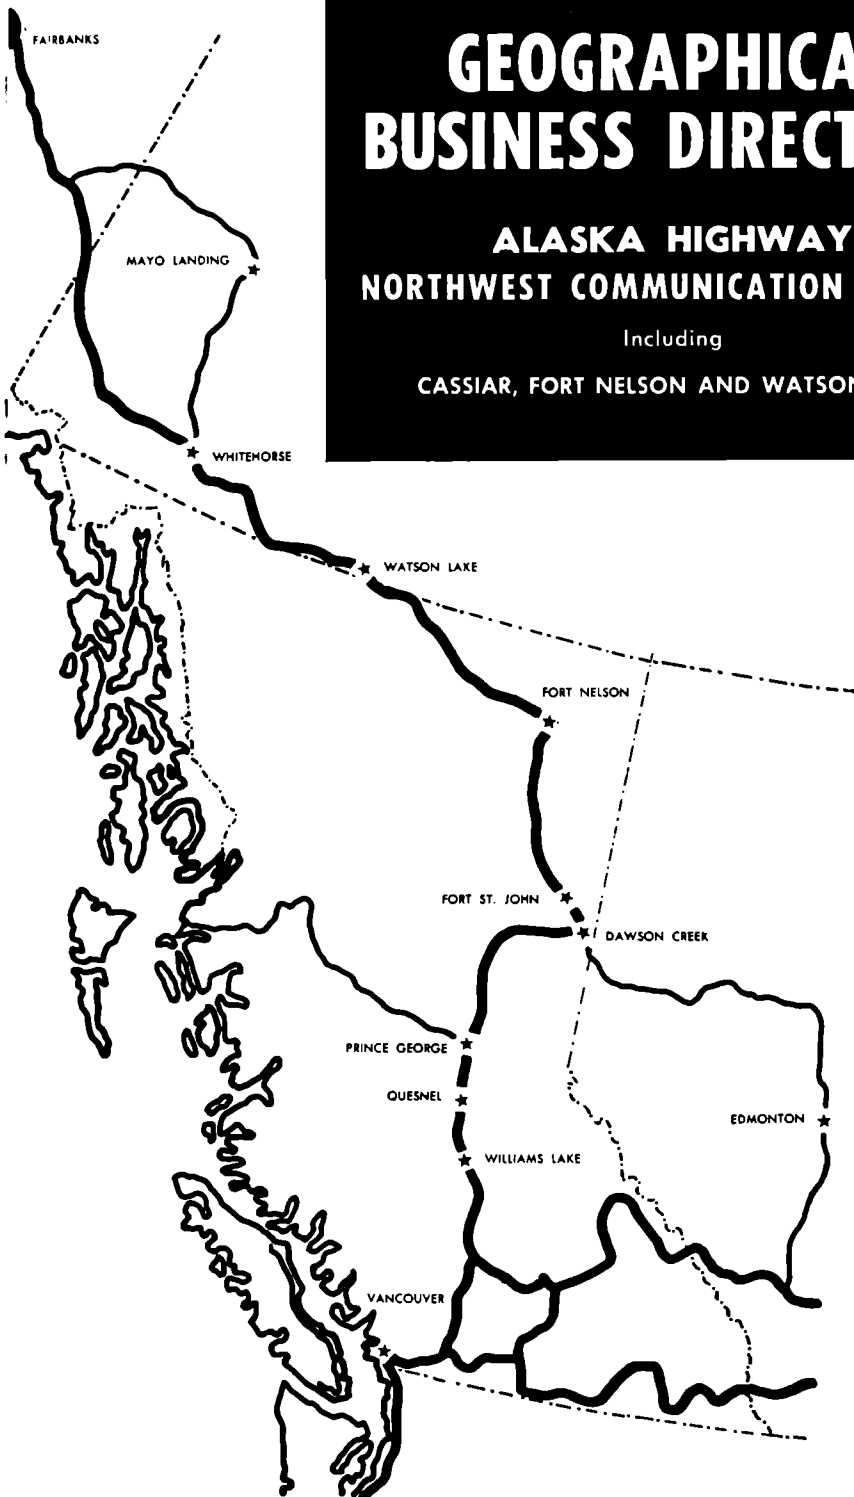 GEOGRAPHICA
BUSINESS DIRECT
ALASKA HIGHWAY
NORTHWEST COMMUNICATION
Including
CASSIAR, FORT NELSON AND WATSON
FAIRBANKS
MAYO LANDING
WHITEHORSE
WATSON LAKE
FORT NELSON
FORT ST. JOHN
DAWSON CREEK
PRINCE GEORGE
QUESNEL
EDMONTON
WILLIAMS LAKE
VANCOUVER